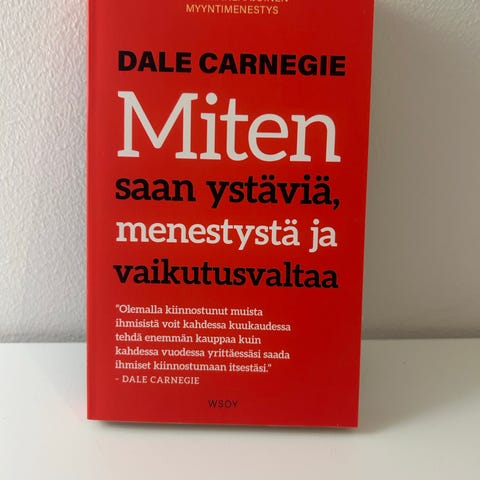 MYYNTIMENESTYS
DALE CARNEGIE
Miten
saan ystäviä,
menestystä ja
vaikutusvaltaa
"Olemalla kiinnostunut muista
ihmisistä voit kahdessa kuukaudessa
tehdä enemmän kauppaa kuin
kahdessa vuodessa yrittäessäsi saada
ihmiset kiinnostumaan itsestäsi."
– DALE CARNEGIE
WSOY